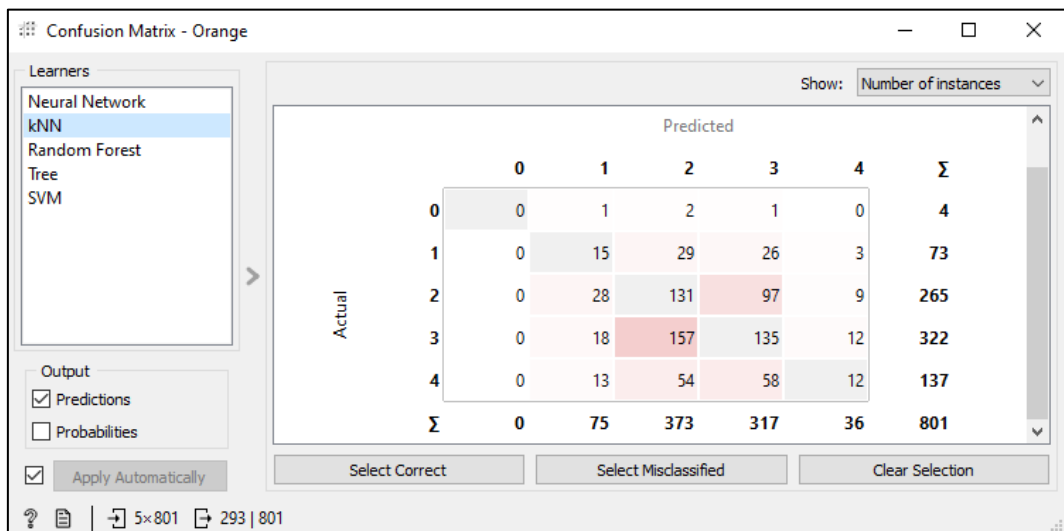 Confusion Matrix - Orange
Learners
Neural Network
kNN
Random Forest
Tree
SVM
Output
Predictions
Probabilities
Apply Automatically
Show: Number of instances
Predicted
0 1 2 3 4 Σ
Actual
0 0 1 2 1 0 4
1 0 15 29 26 3 73
2 0 28 131 97 9 265
3 0 18 157 135 12 322
4 0 13 54 58 12 137
Σ 0 75 373 317 36 801
Select Correct Select Misclassified Clear Selection
? 5×801 293 | 801